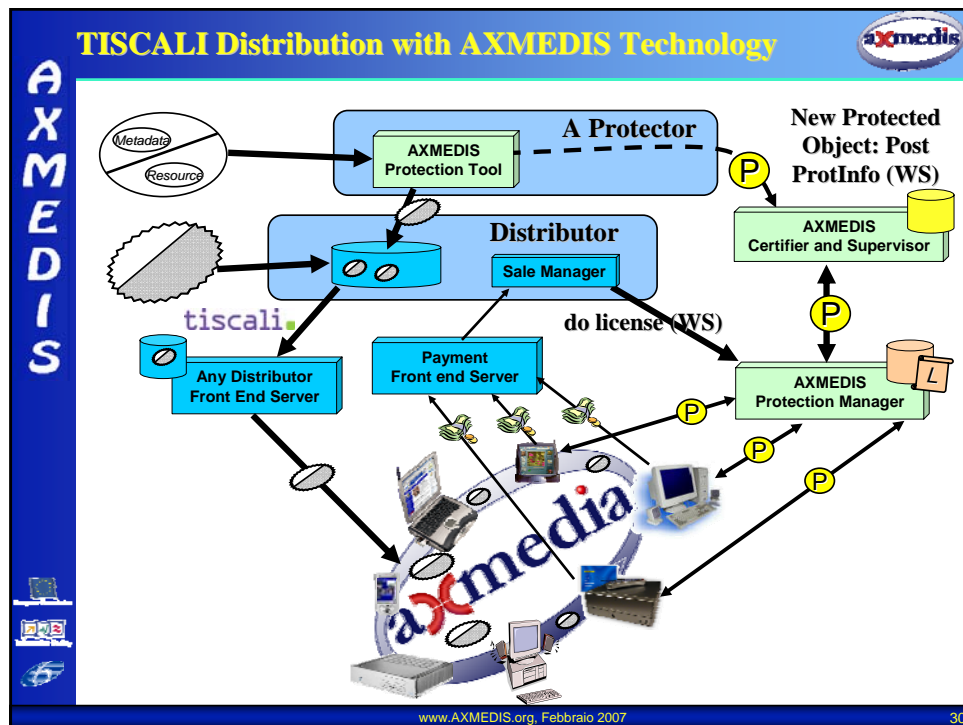 TISCALI Distribution with AXMEDIS Technology
axmedis
AXMEDIS
Metadata
Resource
A Protector
AXMEDIS
Protection Tool
P
New Protected
Object: Post
ProtInfo (WS)
AXMEDIS
Certifier and Supervisor
Distributor
Sale Manager
tiscali.
do license (WS)
P
Any Distributor
Front End Server
Payment
Front end Server
L
AXMEDIS
Protection Manager
P
P
P
axmedia
www.AXMEDIS.org, Febbraio 2007
30